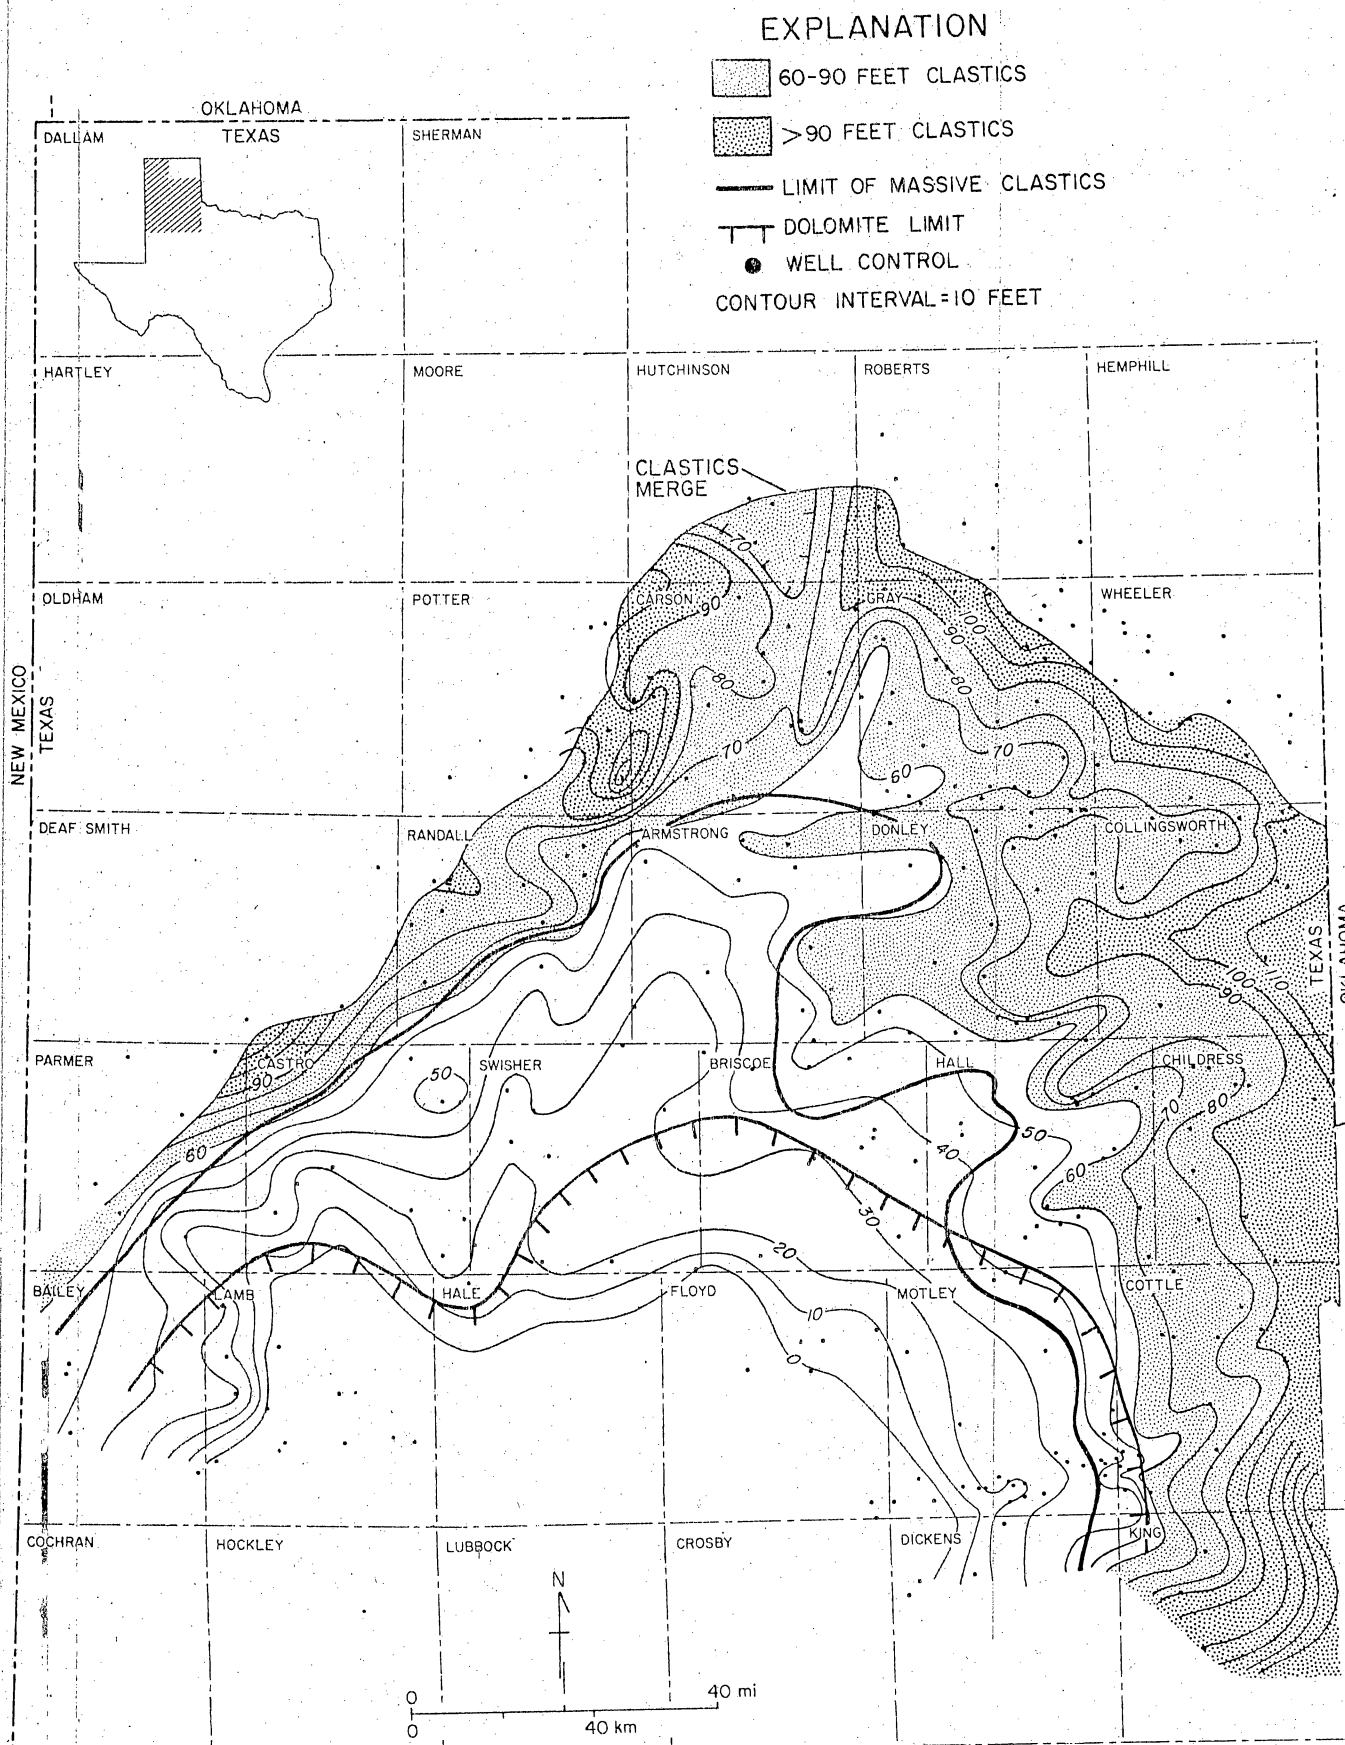 EXPLANATION
60-90 FEET CLASTICS
>90 FEET CLASTICS
LIMIT OF MASSIVE CLASTICS
DOLOMITE LIMIT
WELL CONTROL
CONTOUR INTERVAL=10 FEET
OKLAHOMA
TEXAS
DALLAM
SHERMAN
HARTLEY
MOORE
HUTCHINSON
ROBERTS
HEMPHILL
CLASTICS
MERGE
70
OLDHAM
POTTER
CARSON
90
GRAY
100
90
WHEELER
NEW MEXICO
TEXAS
80
80
70
70
60
DEAF SMITH
RANDALL
ARMSTRONG
DONLEY
COLLINGSWORTH
TEXAS
100
110
90
PARMER
CASTRO
90
50
SWISHER
BRISCOE
HALL
CHILDRESS
70
80
50
40
60
60
30
20
BAILEY
LAMB
HALE
FLOYD
MOTLEY
COTTLE
10
0
COCHRAN
HOCKLEY
LUBBOCK
CROSBY
DICKENS
KING
N
0
40 mi
0
40 km